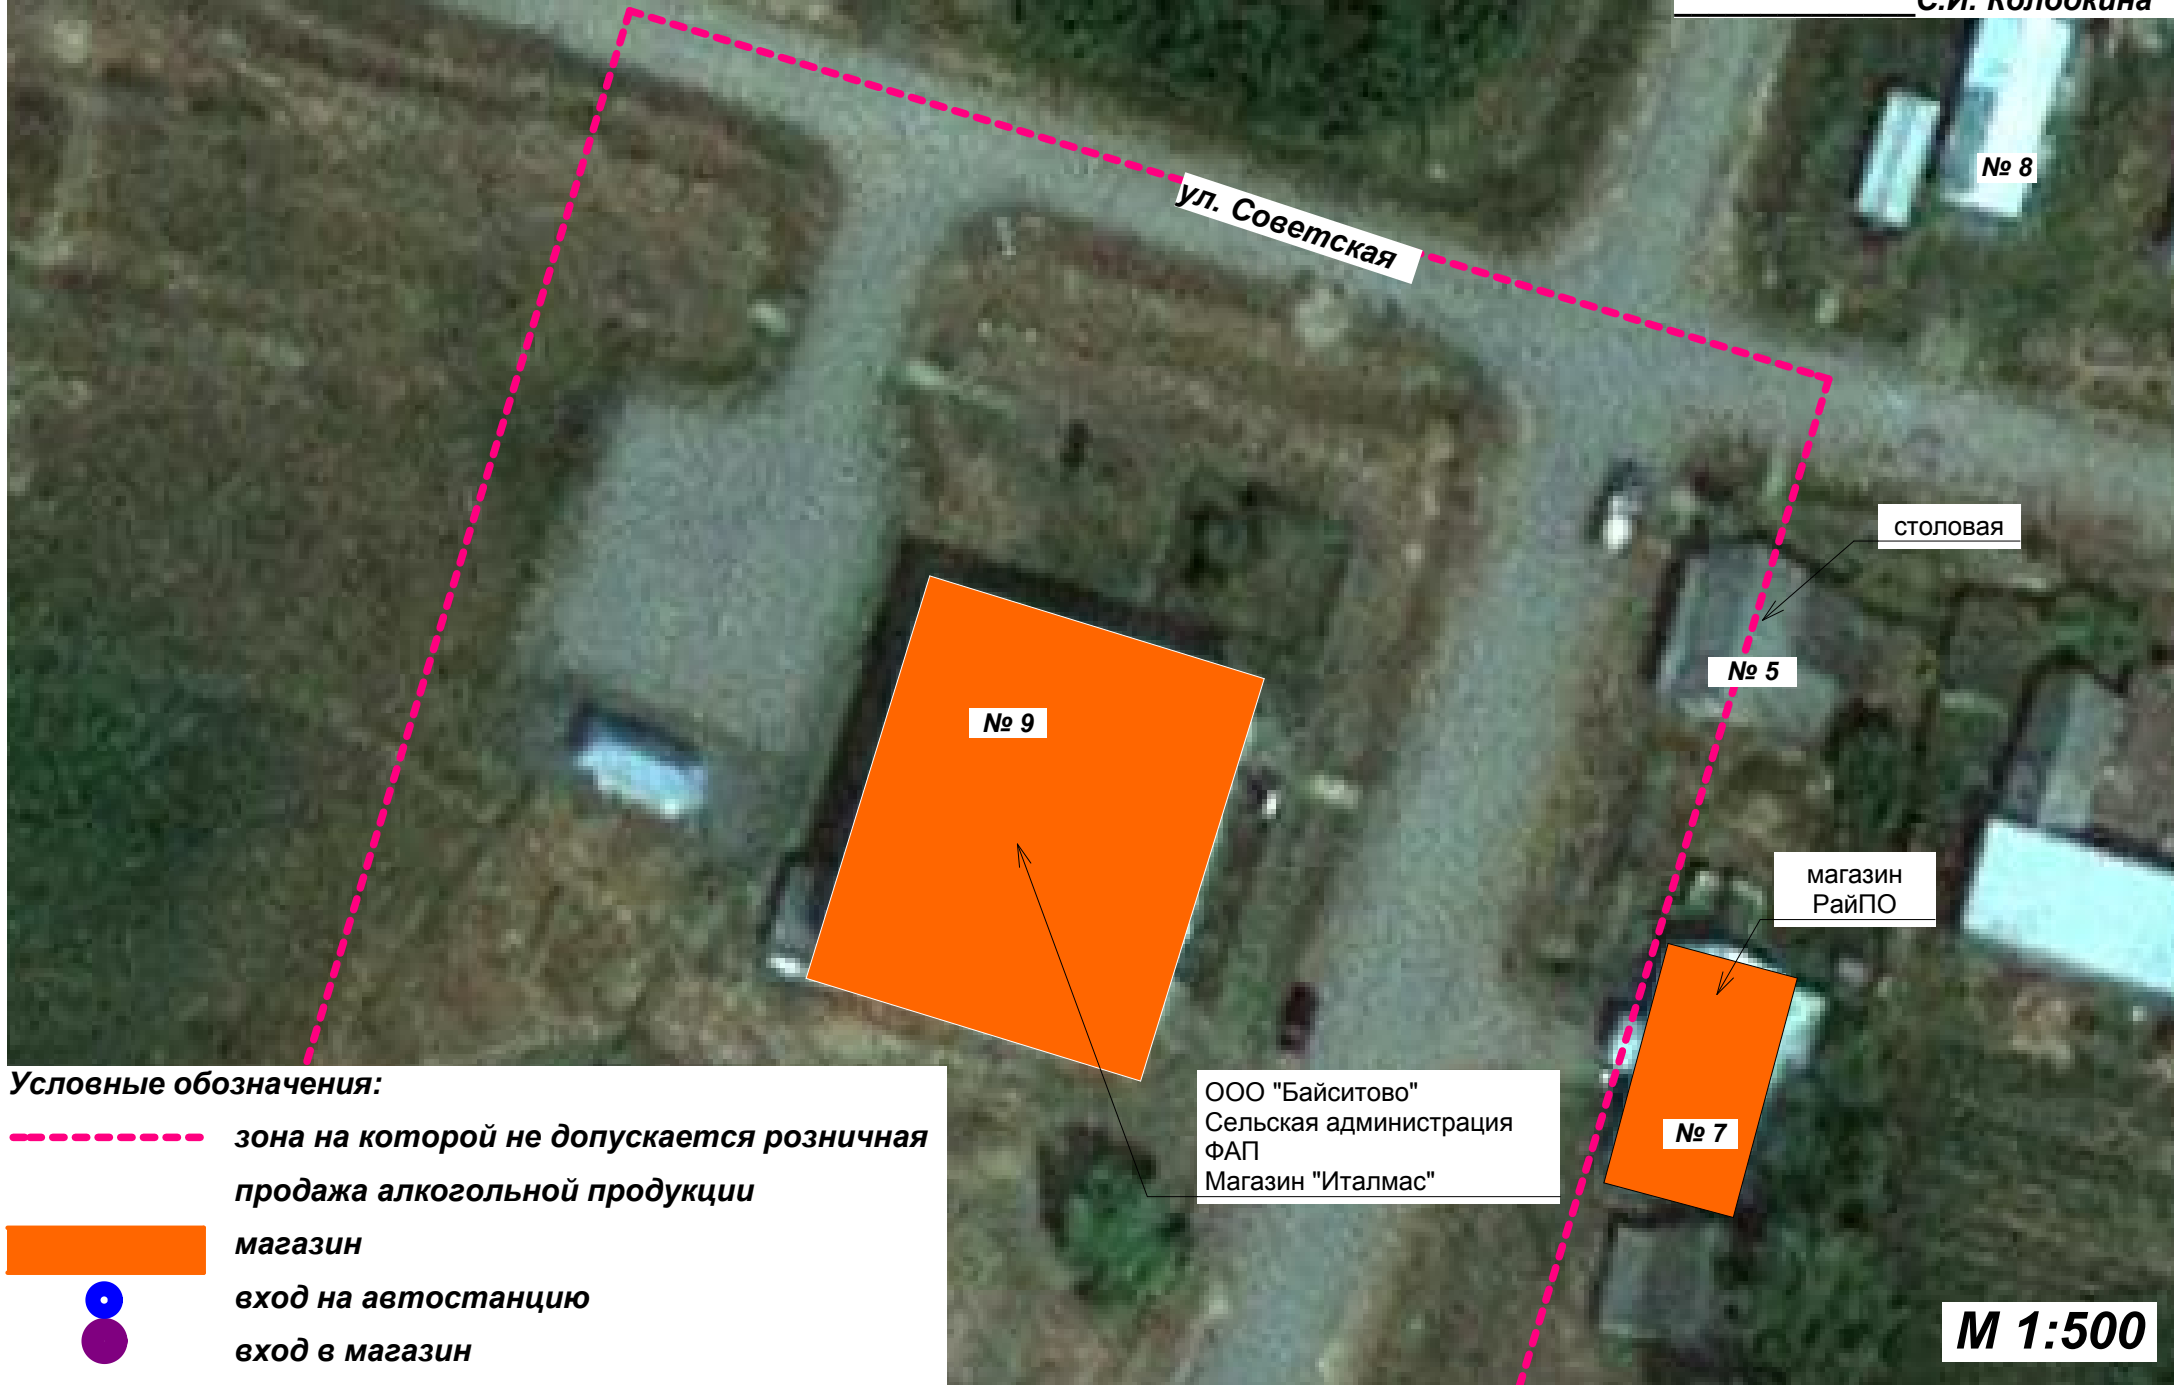 С.И. Колобкина
№ 8
ул. Советская
столовая
№ 5
№ 9
магазин
РайПО
№ 7
ООО "Байситово"
Сельская администрация
ФАП
Магазин "Италмас"
Условные обозначения:
зона на которой не допускается розничная
продажа алкогольной продукции
магазин
вход на автостанцию
вход в магазин
М 1:500